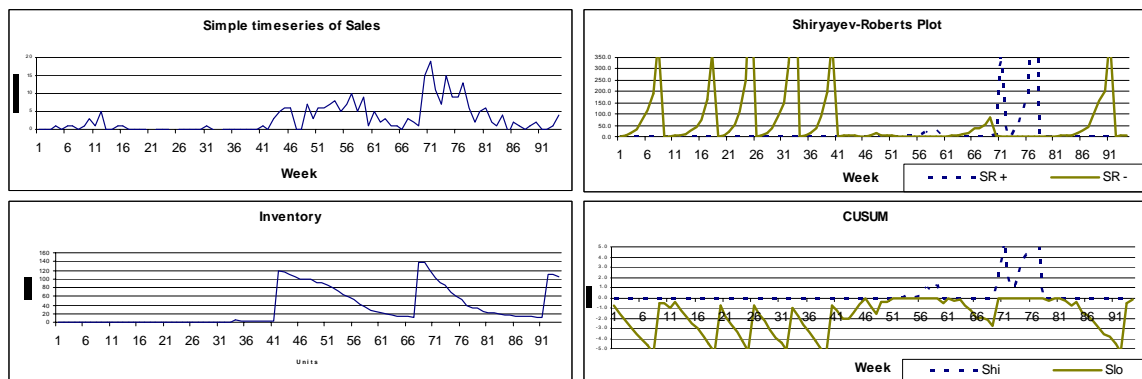 Simple timeseries of Sales
20
15
10
5
0
1 6 11 16 21 26 31 36 41 46 51 56 61 66 71 76 81 86 91
Week
Shiryayev-Roberts Plot
350.0
300.0
250.0
200.0
150.0
100.0
50.0
0.0
1 6 11 16 21 26 31 36 41 46 51 56 61 66 71 76 81 86 91
Week
SR + SR -
Inventory
160
140
120
100
80
60
40
20
0
1 6 11 16 21 26 31 36 41 46 51 56 61 66 71 76 81 86 91
Units
CUSUM
5.0
4.0
3.0
2.0
1.0
0.0
-1.0
-2.0
-3.0
-4.0
-5.0
1 6 11 16 21 26 31 36 41 46 51 56 61 66 71 76 81 86 91
Week
Shi Slo